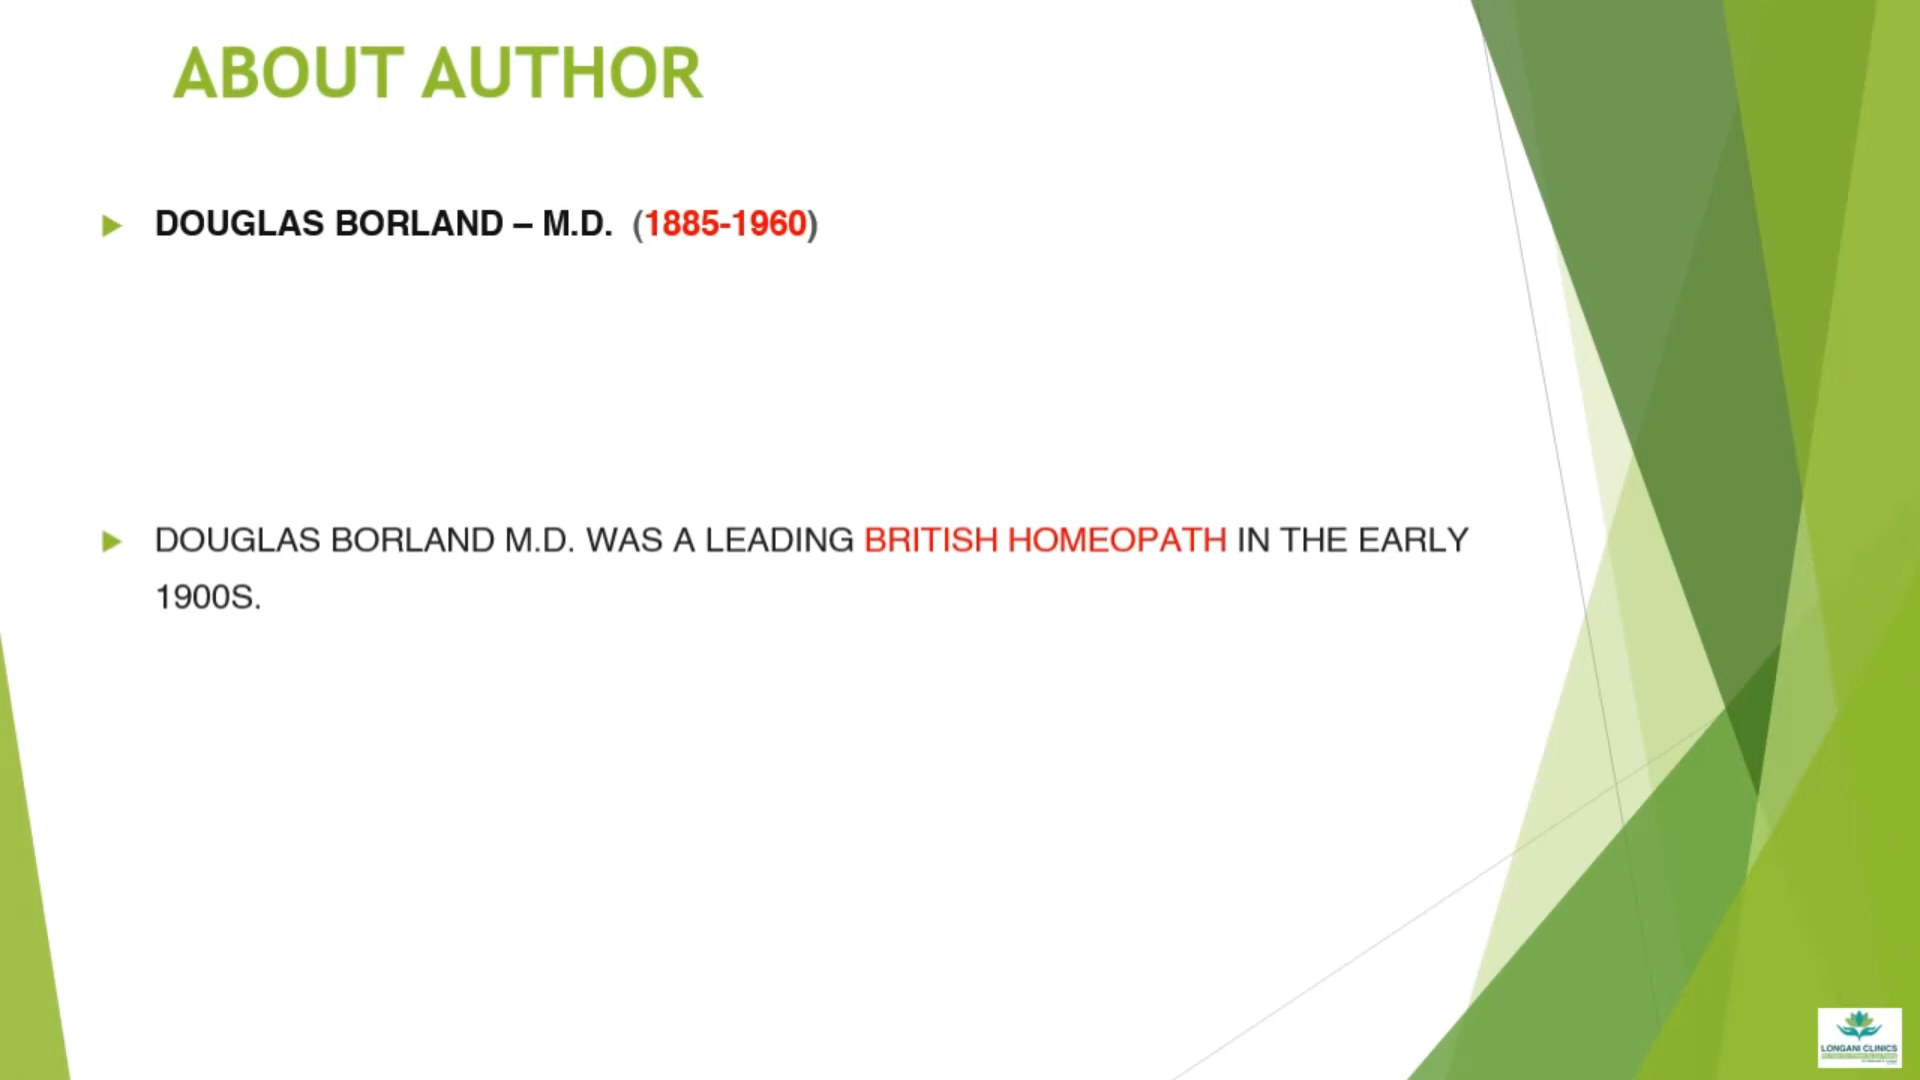 ABOUT AUTHOR
DOUGLAS BORLAND – M.D. (1885-1960)
DOUGLAS BORLAND M.D. WAS A LEADING BRITISH HOMEOPATH IN THE EARLY
1900S.
LONGANI CLINICS